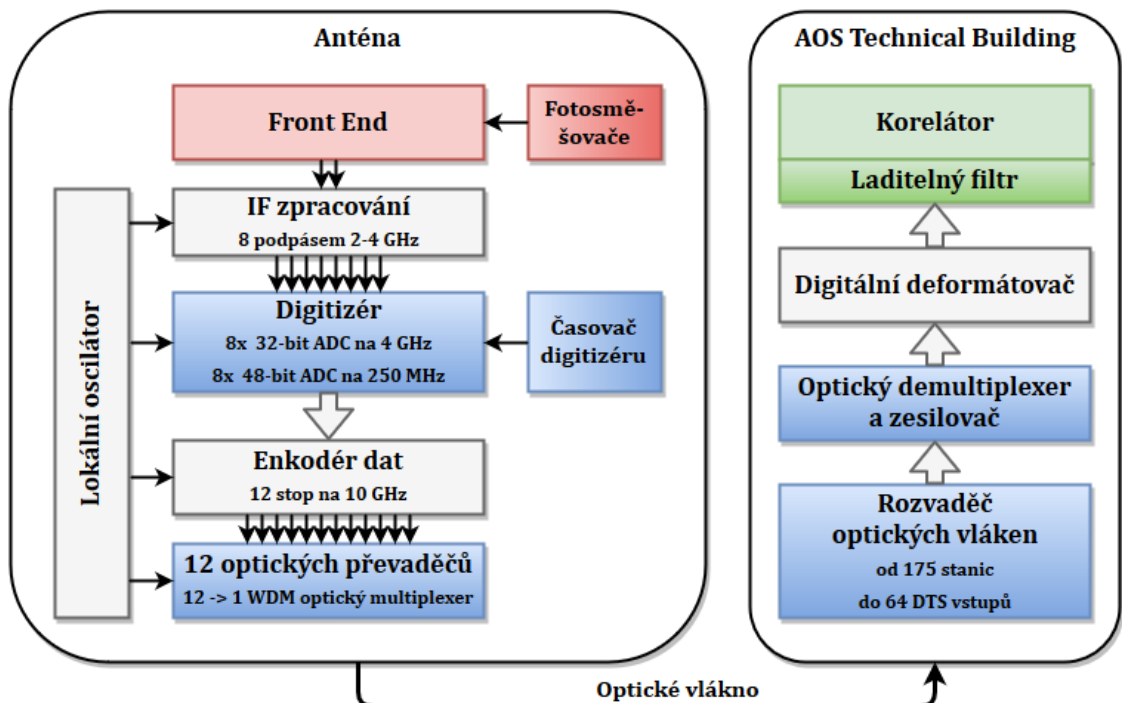 Anténa
Front End
Fotosmě-
šovače
IF zpracování
8 podpásem 2-4 GHz
Lokální oscilátor
Digitizér
8x 32-bit ADC na 4 GHz
8x 48-bit ADC na 250 MHz
Časovač
digitizéru
Enkodér dat
12 stop na 10 GHz
12 optických převaděčů
12 -> 1 WDM optický multiplexer
Optické vlákno
AOS Technical Building
Korelátor
Laditelný filtr
Digitální deformátovač
Optický demultiplexer
a zesilovač
Rozvaděč
optických vláken
od 175 stanic
do 64 DTS vstupů